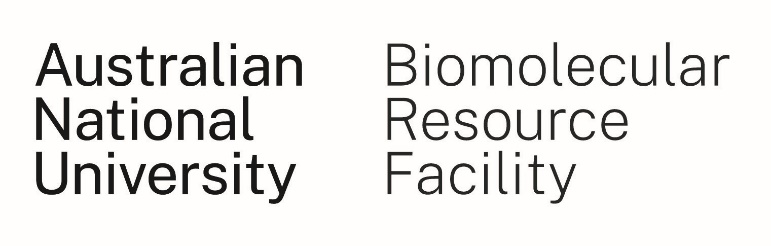 Australian
National
University
Biomolecular
Resource
Facility